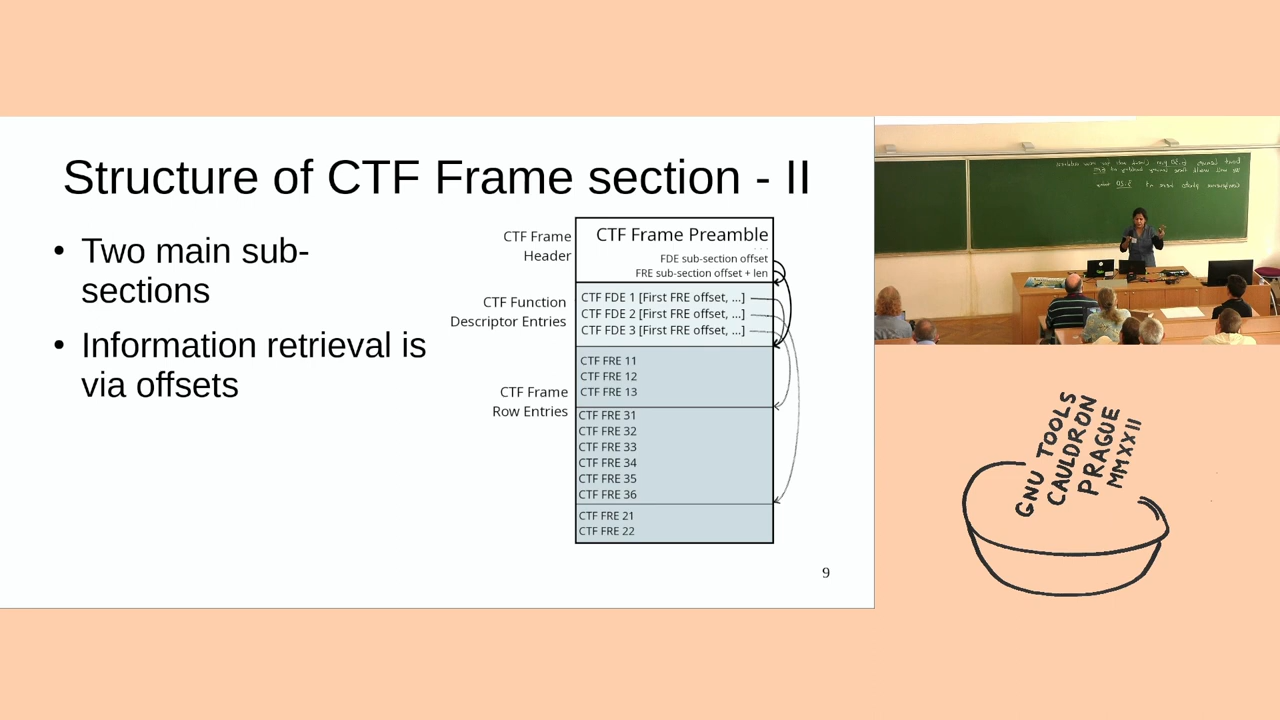 Structure of CTF Frame section - II
• Two main sub-
sections
• Information retrieval is
via offsets
CTF Frame
Header
CTF Function
Descriptor Entries
CTF Frame
Row Entries
CTF Frame Preamble
. . .
FDE sub-section offset
FRE sub-section offset + len
CTF FDE 1 [First FRE offset, ...]
CTF FDE 2 [First FRE offset, ...]
CTF FDE 3 [First FRE offset, ...]
CTF FRE 11
CTF FRE 12
CTF FRE 13
CTF FRE 31
CTF FRE 32
CTF FRE 33
CTF FRE 34
CTF FRE 35
CTF FRE 36
CTF FRE 21
CTF FRE 22
9
GNU TOOLS
CAULDRON
PRAGUE
MMXXII